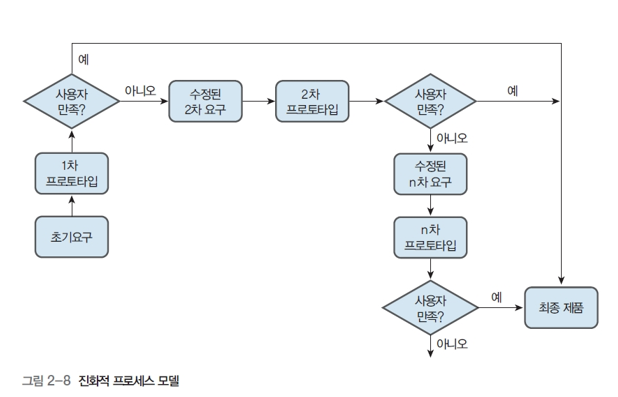 예
사용자
만족?
아니오
수정된
2차 요구
2차
프로토타입
사용자
만족?
예
아니오
1차
프로토타입
수정된
n차 요구
초기요구
n차
프로토타입
사용자
만족?
예
최종 제품
아니오
그림 2-8 진화적 프로세스 모델